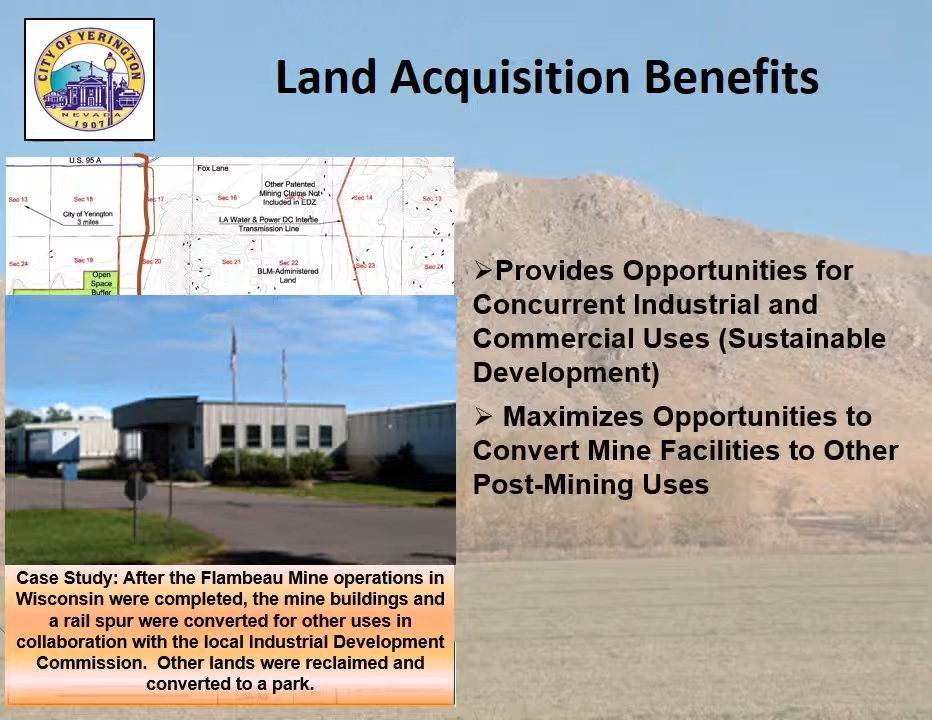 CITY OF YERINGTON
NEVADA
1907
Land Acquisition Benefits
U.S. 95 A
Fox Lane
Sec 13
Sec 18
Sec 17
Sec 16
Other Patented
Mining Claims Not
Included in EDZ
Sec 14
Sec 13
City of Yerington
3 miles
LA Water & Power DC Intertie
Transmission Line
Sec 24
Sec 19
Sec 20
Sec 21
Sec 22
Sec 23
Sec 24
BLM-Administered
Land
Open
Space
Buffer
➢Provides Opportunities for
Concurrent Industrial and
Commercial Uses (Sustainable
Development)
➢ Maximizes Opportunities to
Convert Mine Facilities to Other
Post-Mining Uses
Case Study: After the Flambeau Mine operations in
Wisconsin were completed, the mine buildings and
a rail spur were converted for other uses in
collaboration with the local Industrial Development
Commission.  Other lands were reclaimed and
converted to a park.